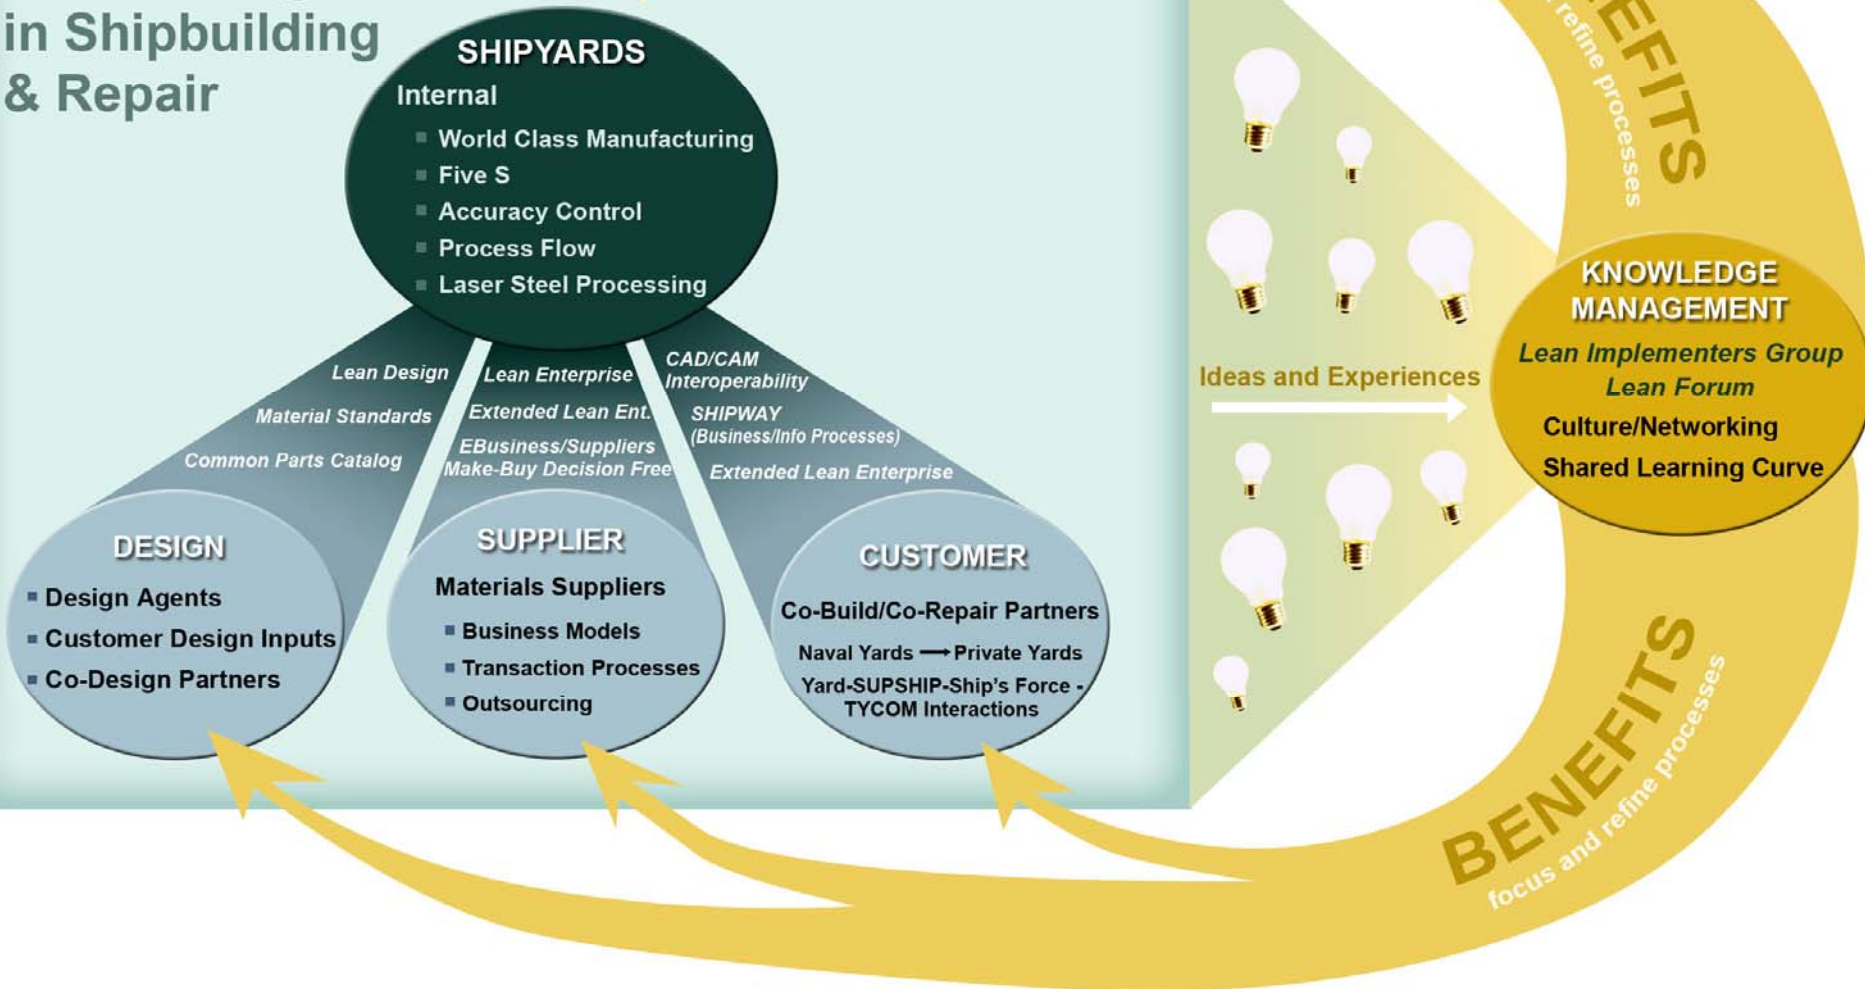 in Shipbuilding
& Repair
SHIPYARDS
Internal
World Class Manufacturing
Five S
Accuracy Control
Process Flow
Laser Steel Processing
Lean Design
Material Standards
Common Parts Catalog
Lean Enterprise
Extended Lean Ent.
EBusiness/Suppliers
Make-Buy Decision Free
CAD/CAM
Interoperability
SHIPWAY
(Business/Info Processes)
Extended Lean Enterprise
DESIGN
Design Agents
Customer Design Inputs
Co-Design Partners
SUPPLIER
Materials Suppliers
Business Models
Transaction Processes
Outsourcing
CUSTOMER
Co-Build/Co-Repair Partners
Naval Yards → Private Yards
Yard-SUPSHIP-Ship's Force -
TYCOM Interactions
Ideas and Experiences
KNOWLEDGE
MANAGEMENT
Lean Implementers Group
Lean Forum
Culture/Networking
Shared Learning Curve
EFITS
refine processes
BENEFITS
focus and refine processes